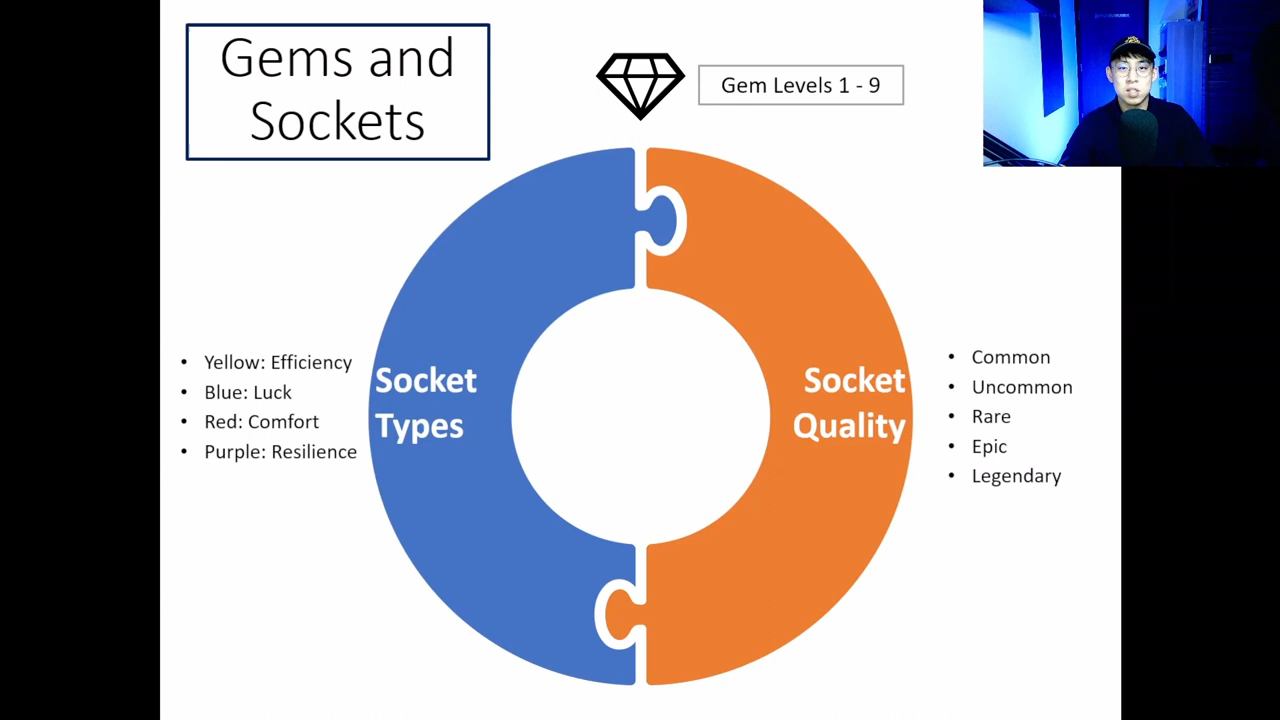 Gems and
Sockets
Gem Levels 1 - 9
• Yellow: Efficiency
• Blue: Luck
• Red: Comfort
• Purple: Resilience
Socket
Types
Socket
Quality
• Common
• Uncommon
• Rare
• Epic
• Legendary